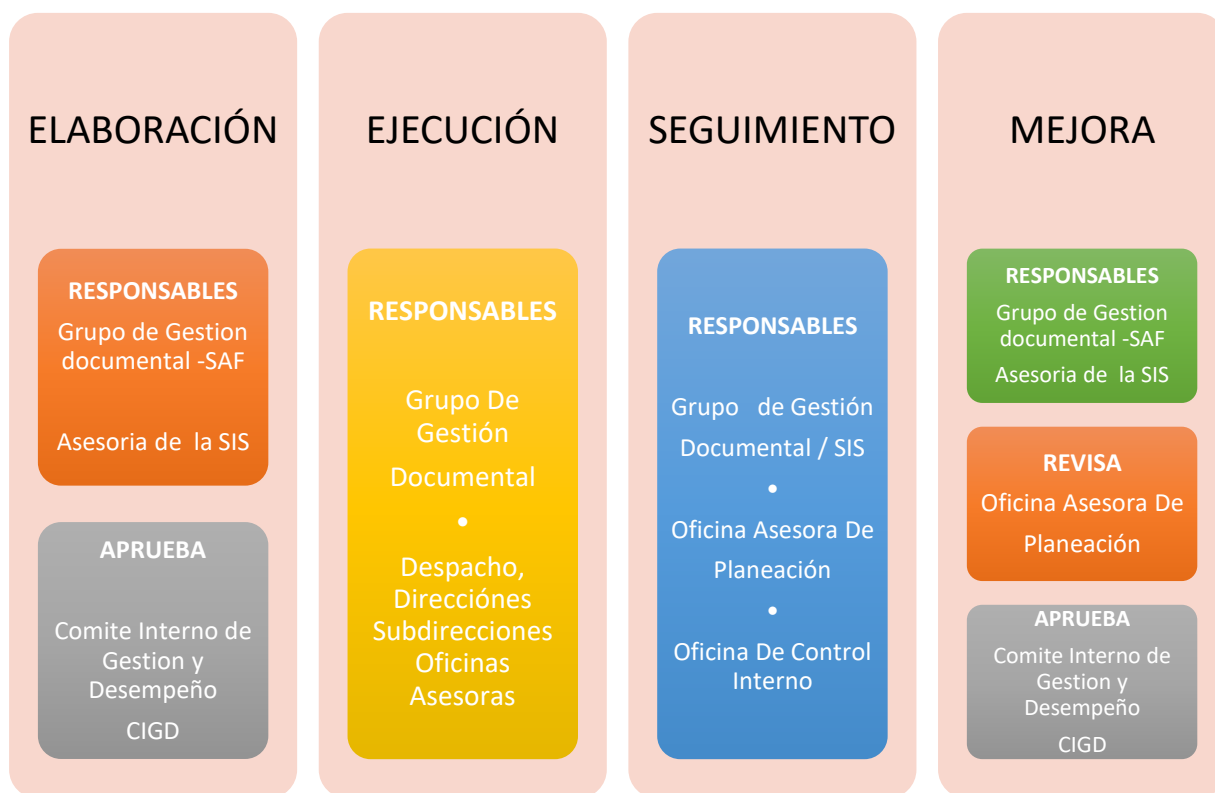 ELABORACIÓN
RESPONSABLES
Grupo de Gestion
documental -SAF
Asesoria de la SIS
APRUEBA
Comite Interno de
Gestion y
Desempeño
CIGD
EJECUCIÓN
RESPONSABLES
Grupo De
Gestión
Documental
•
Despacho,
Direcciónes
Subdirecciones
Oficinas
Asesoras
SEGUIMIENTO
RESPONSABLES
Grupo de Gestión
Documental / SIS
•
Oficina Asesora De
Planeación
•
Oficina De Control
Interno
MEJORA
RESPONSABLES
Grupo de Gestion
documental -SAF
Asesoria de la SIS
REVISA
Oficina Asesora De
Planeación
APRUEBA
Comite Interno de
Gestion y
Desempeño
CIGD